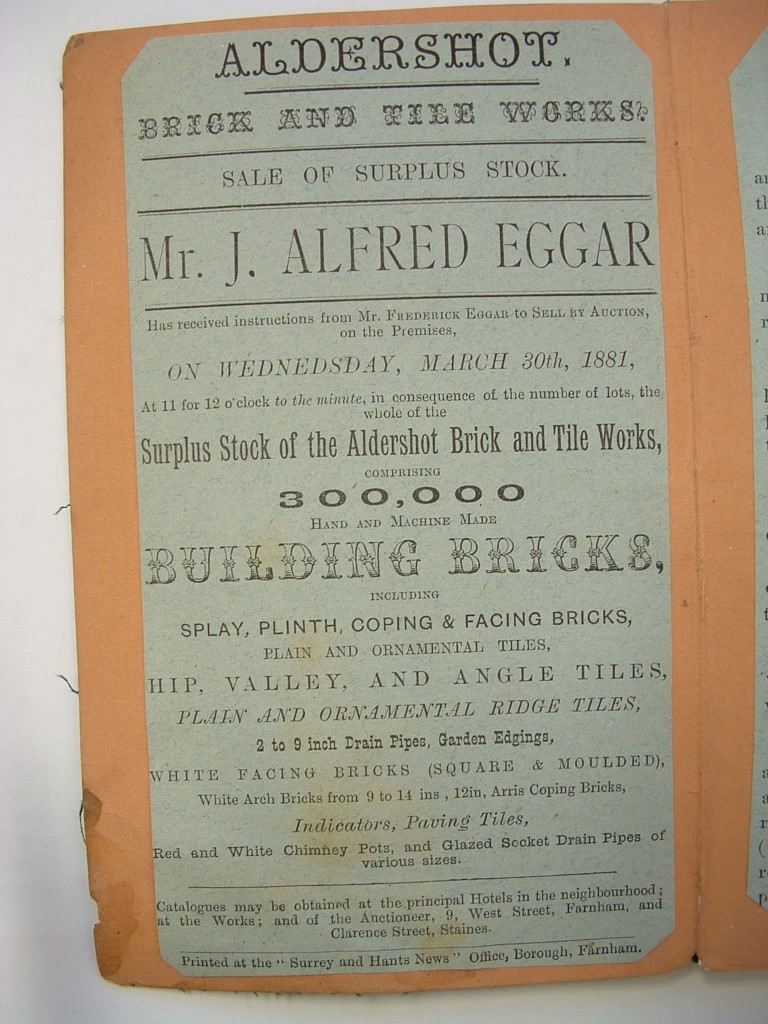 ALDERSHOT.
BRICK AND TILE WORKS.
SALE OF SURPLUS STOCK.
Mr. J. ALFRED EGGAR
Has received instructions from Mr. FREDERICK EGGAR to SELL BY AUCTION,
on the Premises,
ON WEDNEDSDAY, MARCH 30th, 1881,
At 11 for 12 o'clock to the minute, in consequence of the number of lots, the
whole of the
Surplus Stock of the Aldershot Brick and Tile Works,
COMPRISING
300,000
HAND AND MACHINE MADE
BUILDING BRICKS,
INCLUDING
SPLAY, PLINTH, COPING & FACING BRICKS,
PLAIN AND ORNAMENTAL TILES,
HIP, VALLEY, AND ANGLE TILES,
PLAIN AND ORNAMENTAL RIDGE TILES,
2 to 9 inch Drain Pipes, Garden Edgings,
WHITE FACING BRICKS (SQUARE & MOULDED),
White Arch Bricks from 9 to 14 ins , 12in, Arris Coping Bricks,
Indicators, Paving Tiles,
Red and White Chimney Pots, and Glazed Socket Drain Pipes of
various sizes.
Catalogues may be obtained at the principal Hotels in the neighbourhood;
at the Works; and of the Auctioneer, 9, West Street, Farnham, and
Clarence Street, Staines.
Printed at the "Surrey and Hants News" Office, Borough, Farnham.